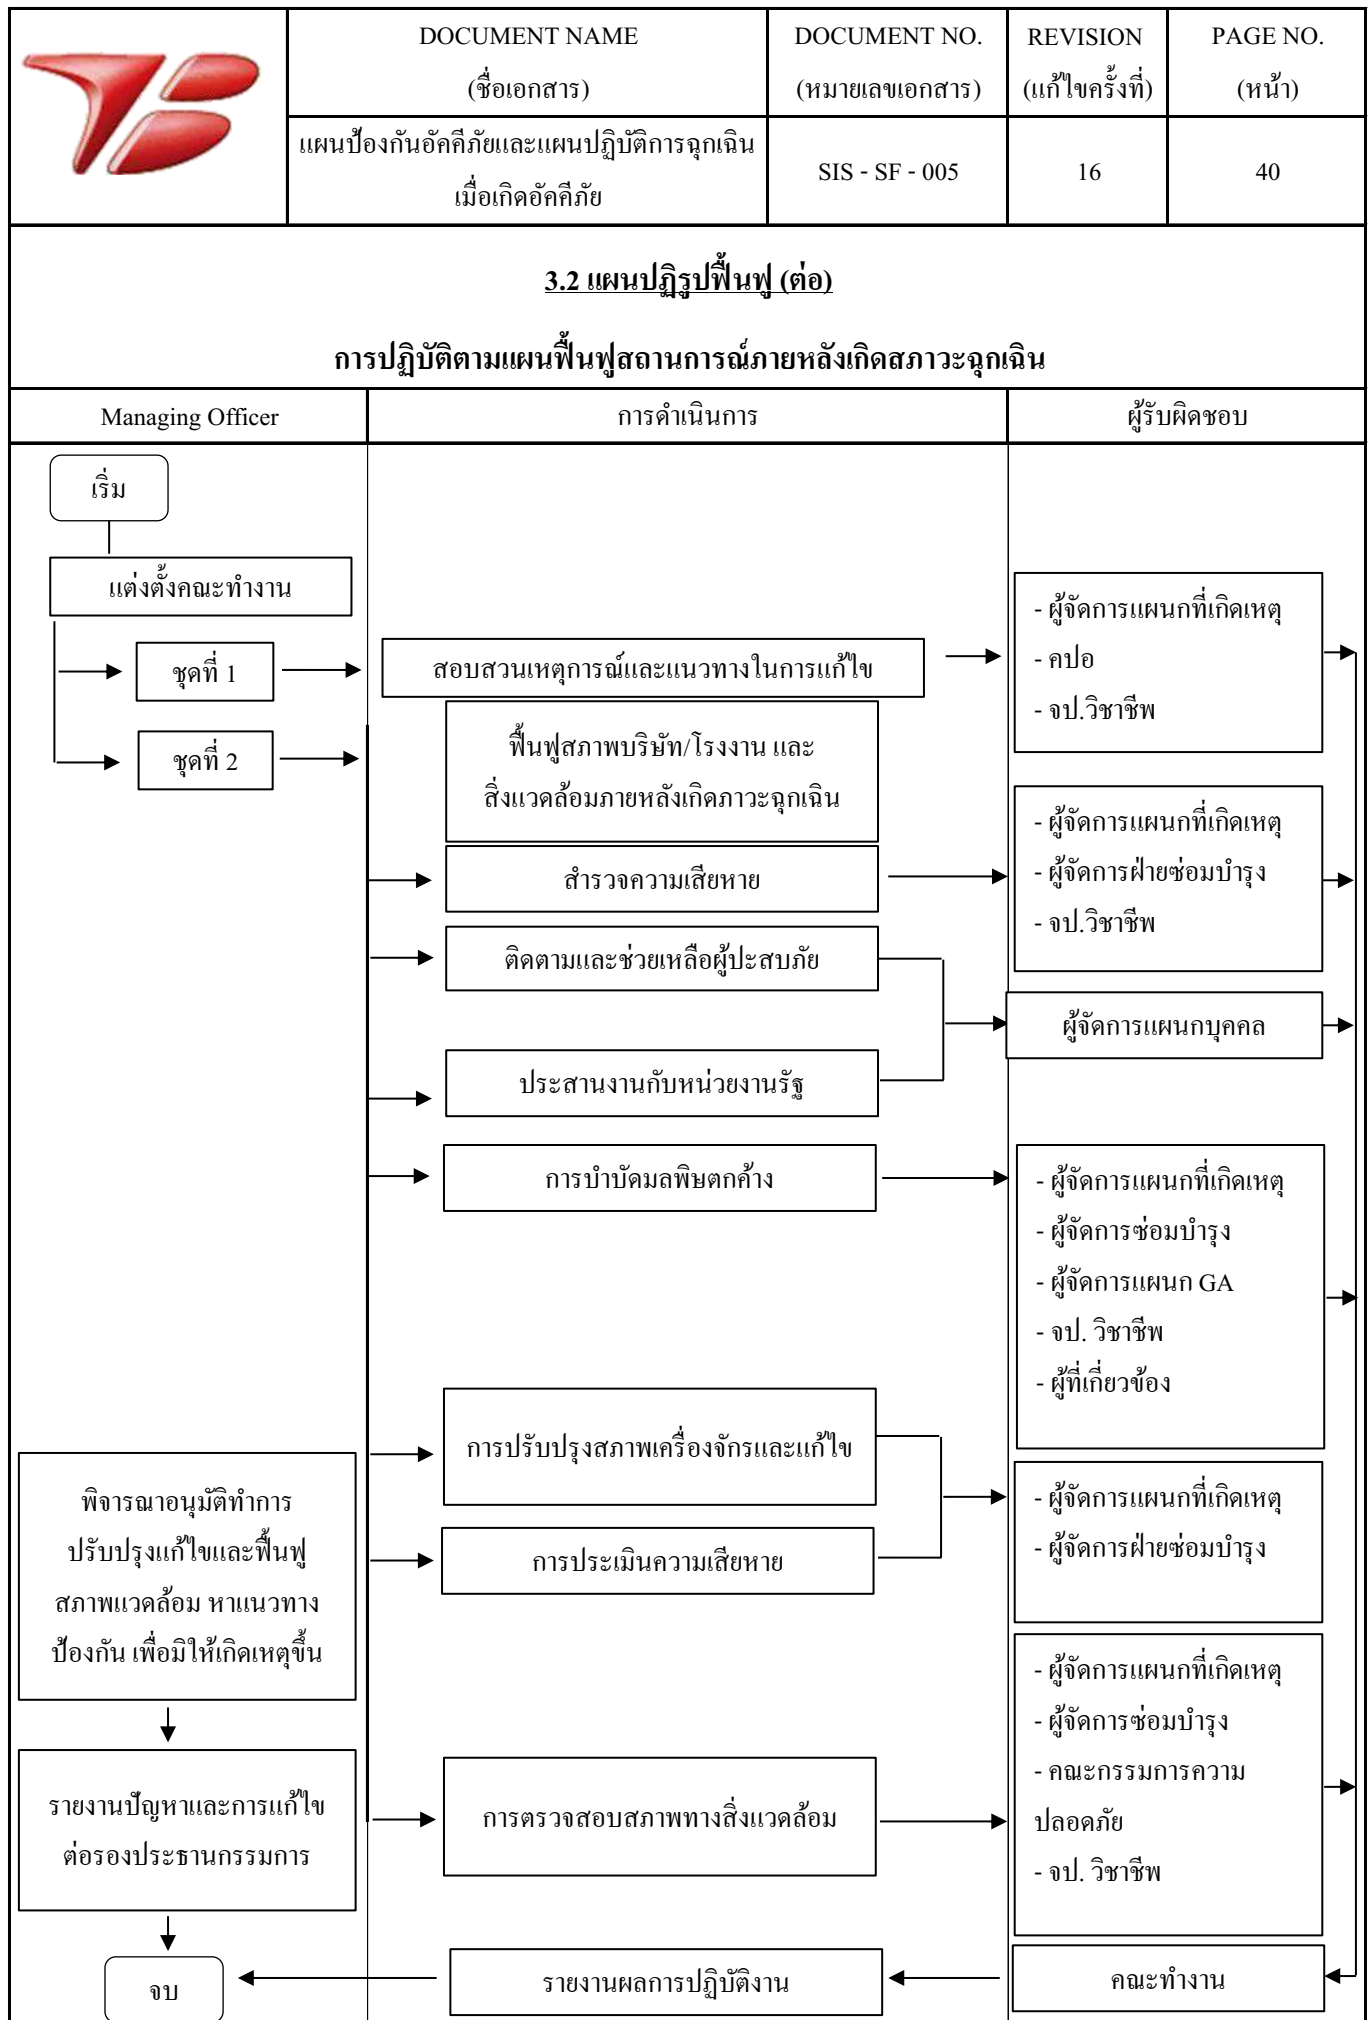 DOCUMENT NAME
(ชื่อเอกสาร)
DOCUMENT NO.
(หมายเลขเอกสาร)
REVISION
(แก้ไขครั้งที่)
PAGE NO.
(หน้า)
แผนป้องกันอัคคีภัยและแผนปฏิบัติการฉุกเฉิน
เมื่อเกิดอัคคีภัย
SIS - SF - 005
16
40
3.2 แผนปฏิรูปฟื้นฟู (ต่อ)
การปฏิบัติตามแผนฟื้นฟูสถานการณ์ภายหลังเกิดสภาวะฉุกเฉิน
Managing Officer
การดำเนินการ
ผู้รับผิดชอบ
เริ่ม
แต่งตั้งคณะทำงาน
ชุดที่ 1
สอบสวนเหตุการณ์และแนวทางในการแก้ไข
- ผู้จัดการแผนกที่เกิดเหตุ
- คปอ
- จป.วิชาชีพ
ชุดที่ 2
ฟื้นฟูสภาพบริษัท/โรงงาน และ
สิ่งแวดล้อมภายหลังเกิดภาวะฉุกเฉิน
สำรวจความเสียหาย
- ผู้จัดการแผนกที่เกิดเหตุ
- ผู้จัดการฝ่ายซ่อมบำรุง
- จป.วิชาชีพ
ติดตามและช่วยเหลือผู้ประสบภัย
ผู้จัดการแผนกบุคคล
ประสานงานกับหน่วยงานรัฐ
การบำบัดมลพิษตกค้าง
- ผู้จัดการแผนกที่เกิดเหตุ
- ผู้จัดการซ่อมบำรุง
- ผู้จัดการแผนก GA
- จป. วิชาชีพ
- ผู้ที่เกี่ยวข้อง
การปรับปรุงสภาพเครื่องจักรและแก้ไข
การประเมินความเสียหาย
- ผู้จัดการแผนกที่เกิดเหตุ
- ผู้จัดการฝ่ายซ่อมบำรุง
พิจารณาอนุมัติทำการ
ปรับปรุงแก้ไขและฟื้นฟู
สภาพแวดล้อม หาแนวทาง
ป้องกัน เพื่อมิให้เกิดเหตุขึ้น
รายงานปัญหาและการแก้ไข
ต่อรองประธานกรรมการ
การตรวจสอบสภาพทางสิ่งแวดล้อม
- ผู้จัดการแผนกที่เกิดเหตุ
- ผู้จัดการซ่อมบำรุง
- คณะกรรมการความ
ปลอดภัย
- จป. วิชาชีพ
จบ
รายงานผลการปฏิบัติงาน
คณะทำงาน